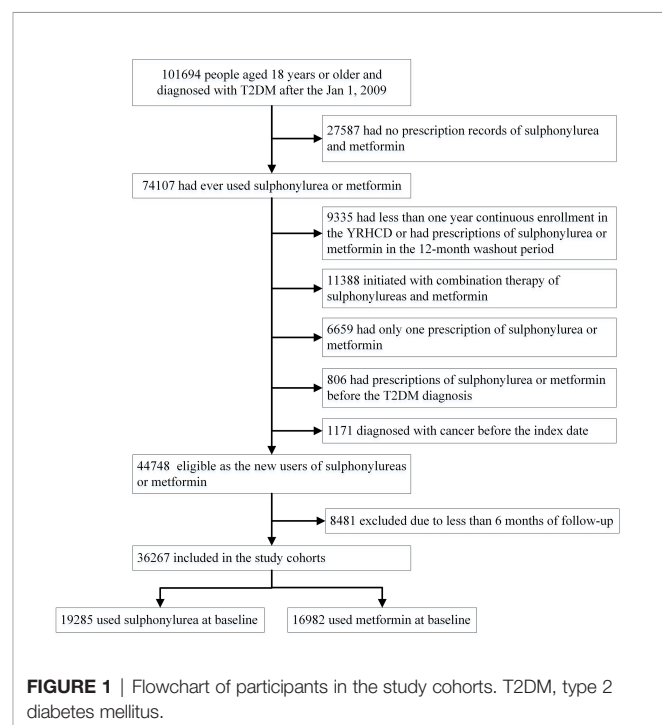 101694 people aged 18 years or older and
diagnosed with T2DM after the Jan 1, 2009
27587 had no prescription records of sulphonylurea
and metformin
74107 had ever used sulphonylurea or metformin
9335 had less than one year continuous enrollment in
the YRHCD or had prescriptions of sulphonylurea or
metformin in the 12-month washout period
11388 initiated with combination therapy of
sulphonylureas and metformin
6659 had only one prescription of sulphonylurea or
metformin
806 had prescriptions of sulphonylurea or metformin
before the T2DM diagnosis
1171 diagnosed with cancer before the index date
44748 eligible as the new users of sulphonylureas
or metformin
8481 excluded due to less than 6 months of follow-up
36267 included in the study cohorts
19285 used sulphonylurea at baseline
16982 used metformin at baseline
FIGURE 1 | Flowchart of participants in the study cohorts. T2DM, type 2
diabetes mellitus.